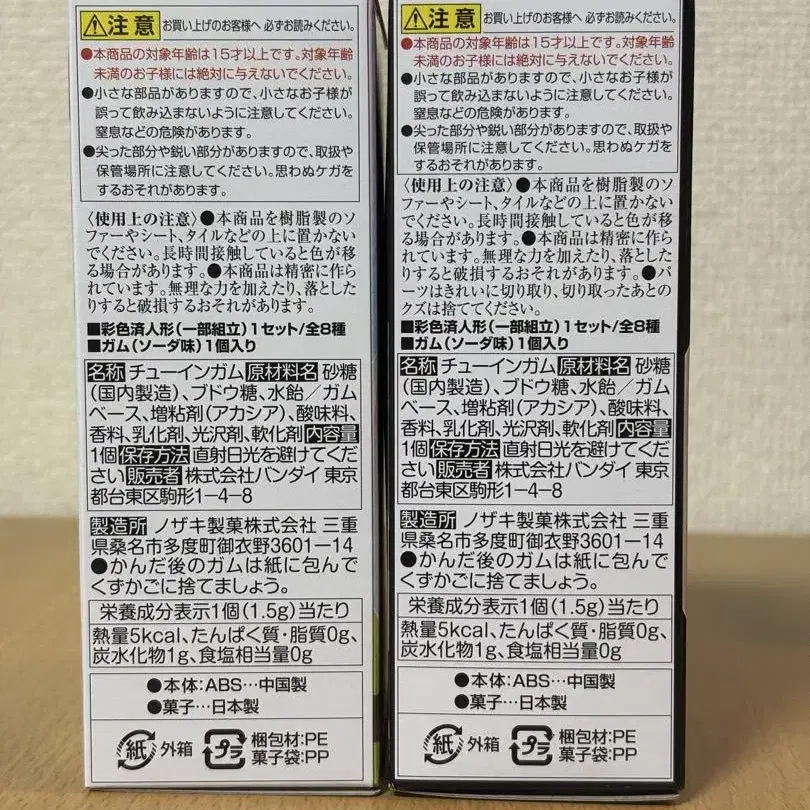 注意 お買い上げのお客様へ 必ずお読みください。
●本商品の対象年齢は15才以上です。対象年齢
未満のお子様には絶対に与えないでください。
●小さな部品がありますので、小さなお子様が
誤って飲み込まないように注意してください。
窒息などの危険があります。
●尖った部分や鋭い部分がありますので、取扱や
保管場所に注意してください。思わぬケガを
するおそれがあります。
〈使用上の注意〉●本商品を樹脂製のソ
ファーやシート、タイルなどの上に置かない
でください。長時間接触していると色が移
る場合があります。●本商品は精密に作ら
れています。無理な力を加えたり、落とした
りすると破損するおそれがあります。
■彩色済人形(一部組立)1セット/全8種
■ガム(ソーダ味)1個入り
名称 チューインガム 原材料名 砂糖
(国内製造)、ブドウ糖、水飴/ガム
ベース、増粘剤(アカシア)、酸味料、
香料、乳化剤、光沢剤、軟化剤 内容量
1個 保存方法 直射日光を避けてくだ
さい 販売者 株式会社バンダイ 東京
都台東区駒形1-4-8
製造所 ノザキ製菓株式会社 三重
県桑名市多度町御衣野3601-14
●かんだ後のガムは紙に包んで
くずかごに捨てましょう。
栄養成分表示1個(1.5g)当たり
熱量5kcal、たんぱく質・脂質0g、
炭水化物1g、食塩相当量0g
●本体:ABS…中国製
●菓子…日本製
紙 外箱 プラ 梱包材:PE
菓子袋:PP
注意 お買い上げのお客様へ 必ずお読みください。
●本商品の対象年齢は15才以上です。対象年齢
未満のお子様には絶対に与えないでください。
●小さな部品がありますので、小さなお子様が
誤って飲み込まないように注意してください。
窒息などの危険があります。
●尖った部分や鋭い部分がありますので、取扱や
保管場所に注意してください。思わぬケガを
するおそれがあります。
〈使用上の注意〉●本商品を樹脂製のソ
ファーやシート、タイルなどの上に置かない
でください。長時間接触していると色が移
る場合があります。●本商品は精密に作ら
れています。無理な力を加えたり、落とした
りすると破損するおそれがあります。●パ
ーツはきれいに切り取り、切り取ったあとの
クズは捨ててください。
■彩色済人形(一部組立)1セット/全8種
■ガム(ソーダ味)1個入り
名称 チューインガム 原材料名 砂糖
(国内製造)、ブドウ糖、水飴/ガム
ベース、増粘剤(アカシア)、酸味料、
香料、乳化剤、光沢剤、軟化剤 内容量
1個 保存方法 直射日光を避けてくだ
さい 販売者 株式会社バンダイ 東京
都台東区駒形1-4-8
製造所 ノザキ製菓株式会社 三重
県桑名市多度町御衣野3601-14
●かんだ後のガムは紙に包んで
くずかごに捨てましょう。
栄養成分表示1個(1.5g)当たり
熱量5kcal、たんぱく質・脂質0g、
炭水化物1g、食塩相当量0g
●本体:ABS…中国製
●菓子…日本製
紙 外箱 プラ 梱包材:PE
菓子袋:PP